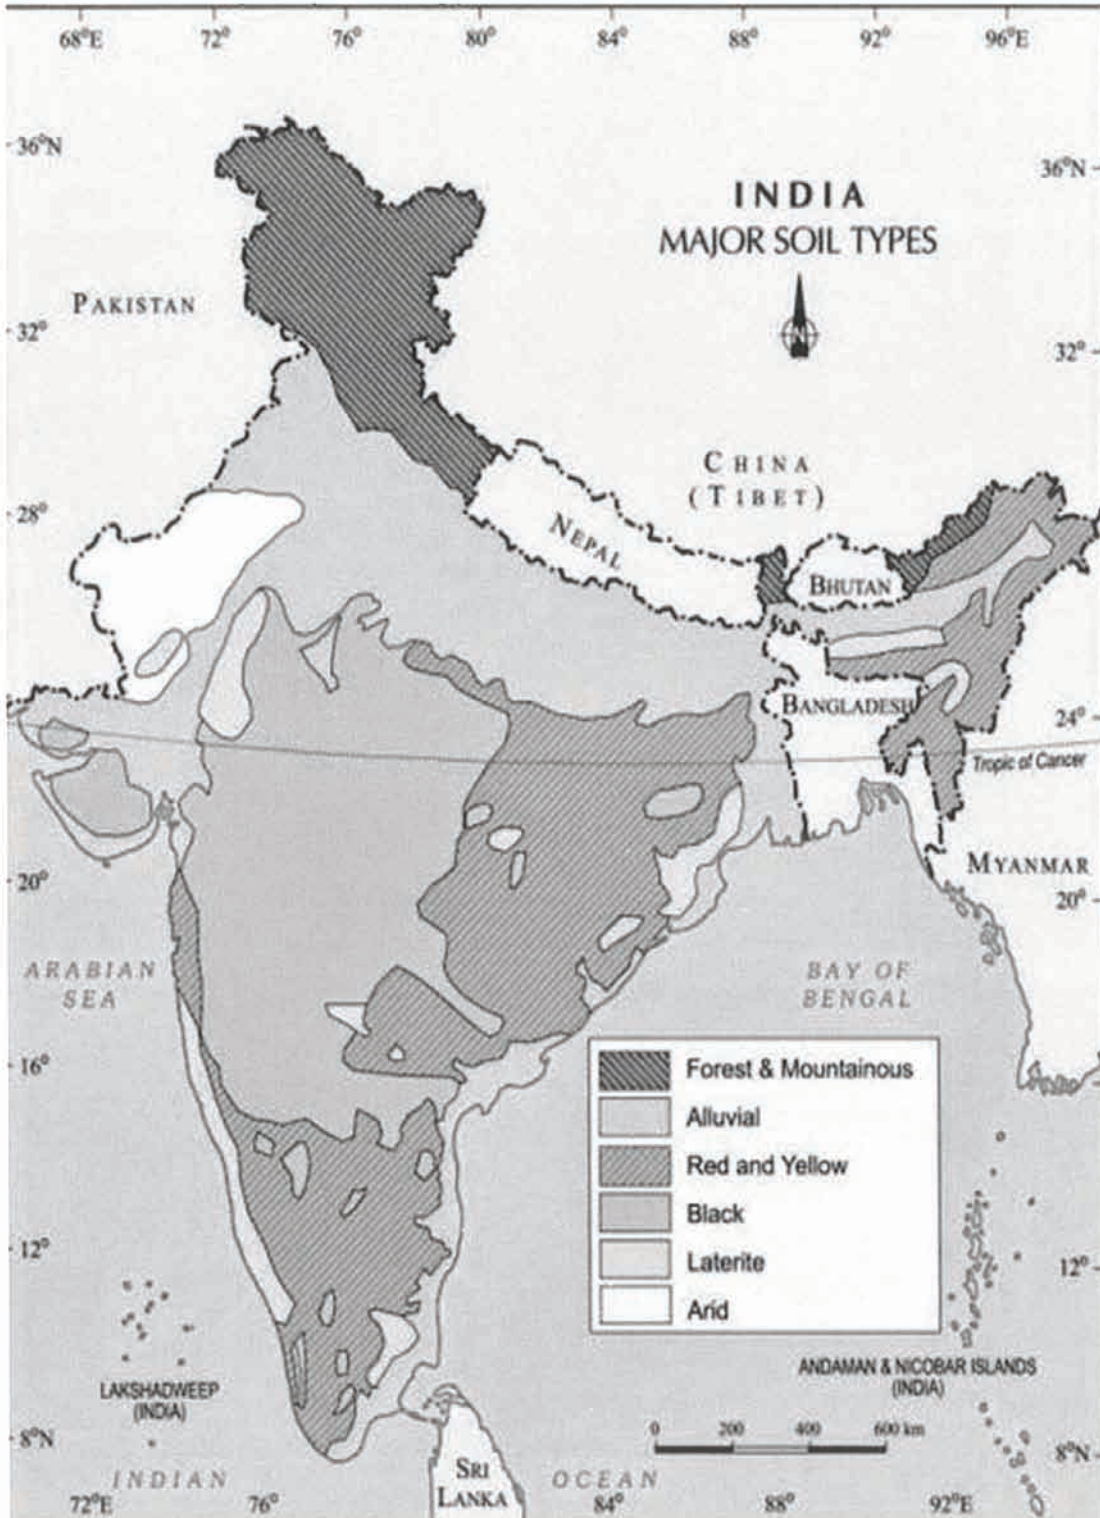 68°E 72° 76° 80° 84° 88° 92° 96°E
36°N
36°N
INDIA
MAJOR SOIL TYPES
N
PAKISTAN
32°
32°
CHINA
(TIBET)
28°
NEPAL
BHUTAN
BANGLADESH
24°
Tropic of Cancer
MYANMAR
20°
20°
ARABIAN
SEA
BAY OF
BENGAL
16°
Forest & Mountainous
Alluvial
Red and Yellow
Black
Laterite
Arid
12°
12°
LAKSHADWEEP
(INDIA)
ANDAMAN & NICOBAR ISLANDS
(INDIA)
0 200 400 600 km
8°N
8°N
SRI
LANKA
INDIAN OCEAN
72°E 76° 84° 88° 92°E